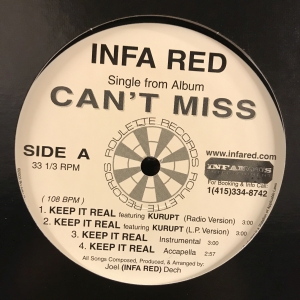 INFA RED
Single from Album
CAN'T MISS
ROULETTE RECORDS
ROULETTE RECORDS
SIDE A
33 1/3 RPM
www.infared.com
For Booking & Info Call
1(415)334-8742
( 108 BPM )
1. KEEP IT REAL featuring KURUPT (Radio Version) 3:00
2. KEEP IT REAL featuring KURUPT (L.P. Version) 3:00
3. KEEP IT REAL Instrumental 3:00
4. KEEP IT REAL Accapella 2:57
All Songs Composed, Produced, & Arranged by:
Joel (INFA RED) Dech